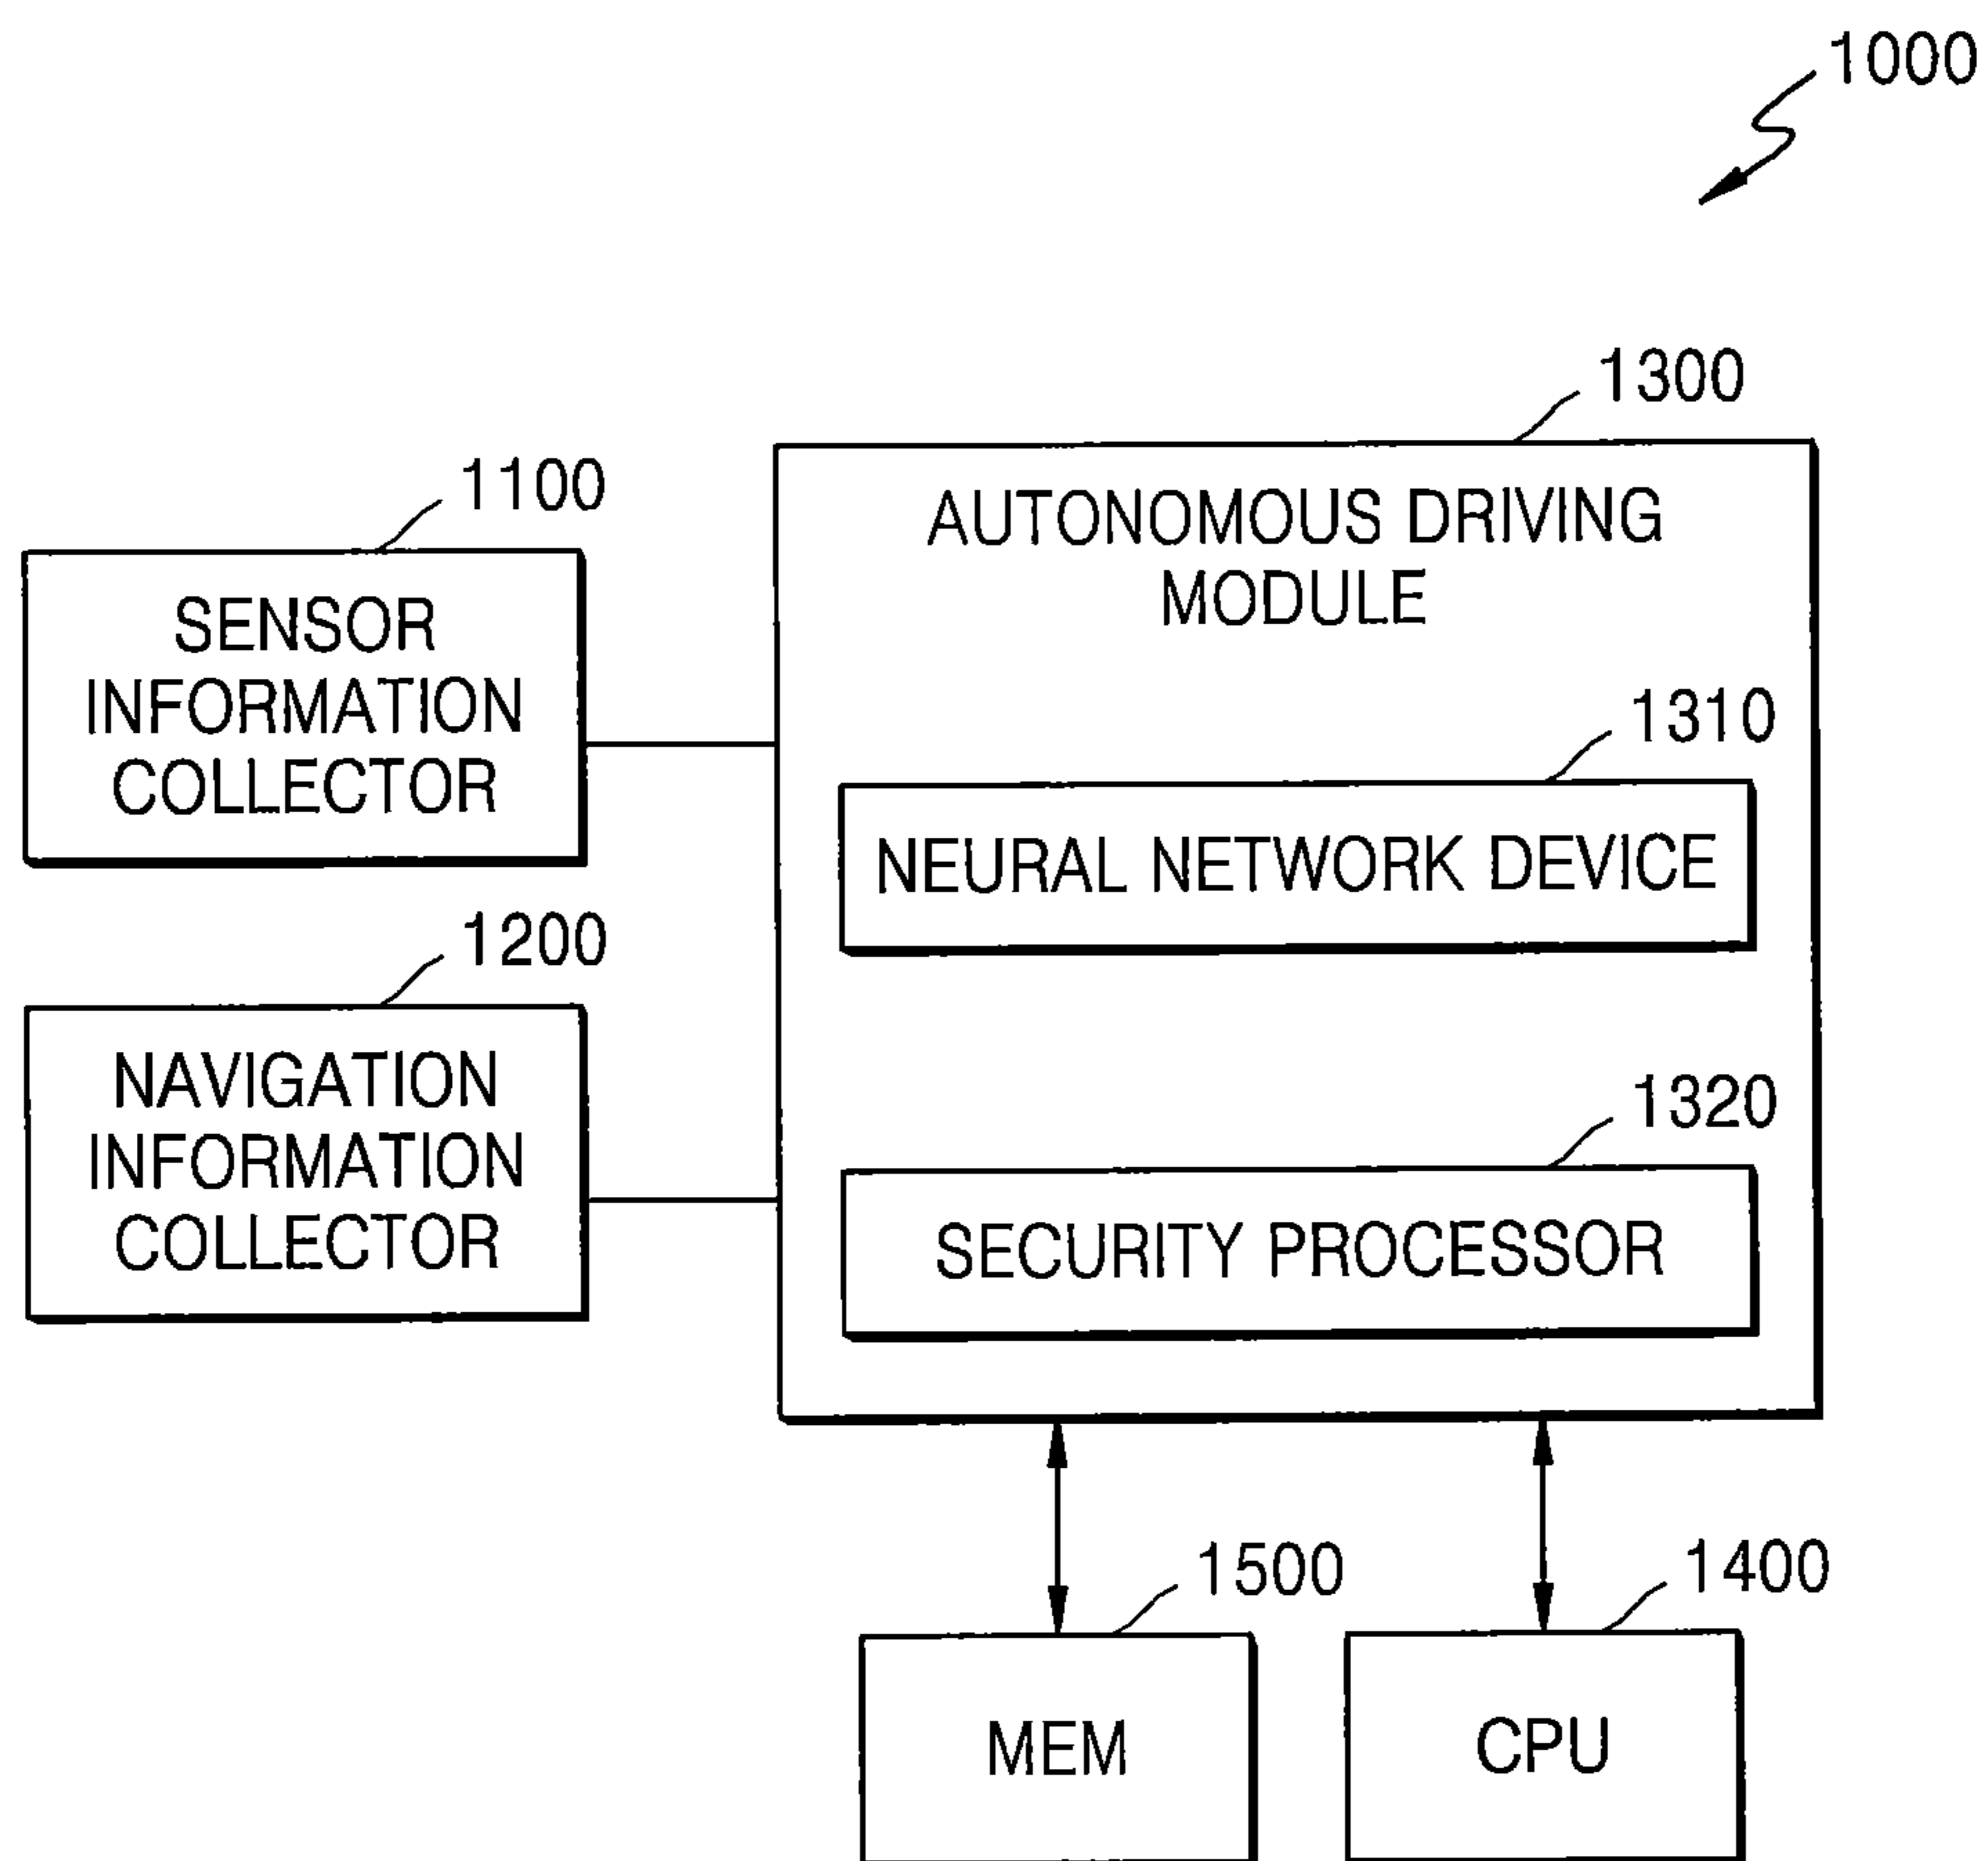 1000
1300
AUTONOMOUS DRIVING
MODULE
1100
SENSOR
INFORMATION
COLLECTOR
1310
NEURAL NETWORK DEVICE
1200
NAVIGATION
INFORMATION
COLLECTOR
1320
SECURITY PROCESSOR
1500
MEM
1400
CPU